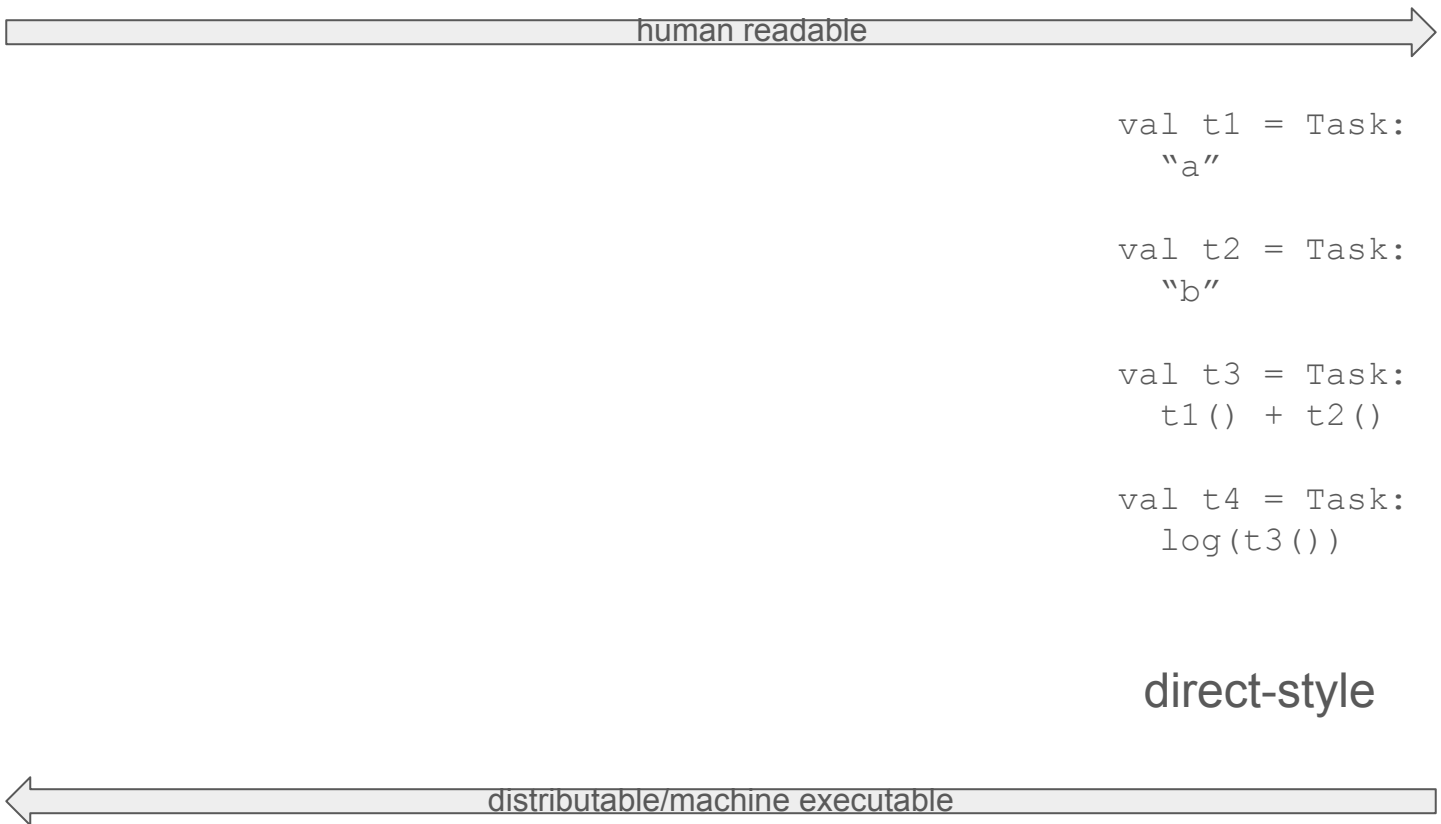 human readable
val t1 = Task:
  “a”
val t2 = Task:
  “b”
val t3 = Task:
  t1() + t2()
val t4 = Task:
  log(t3())
direct-style
distributable/machine executable